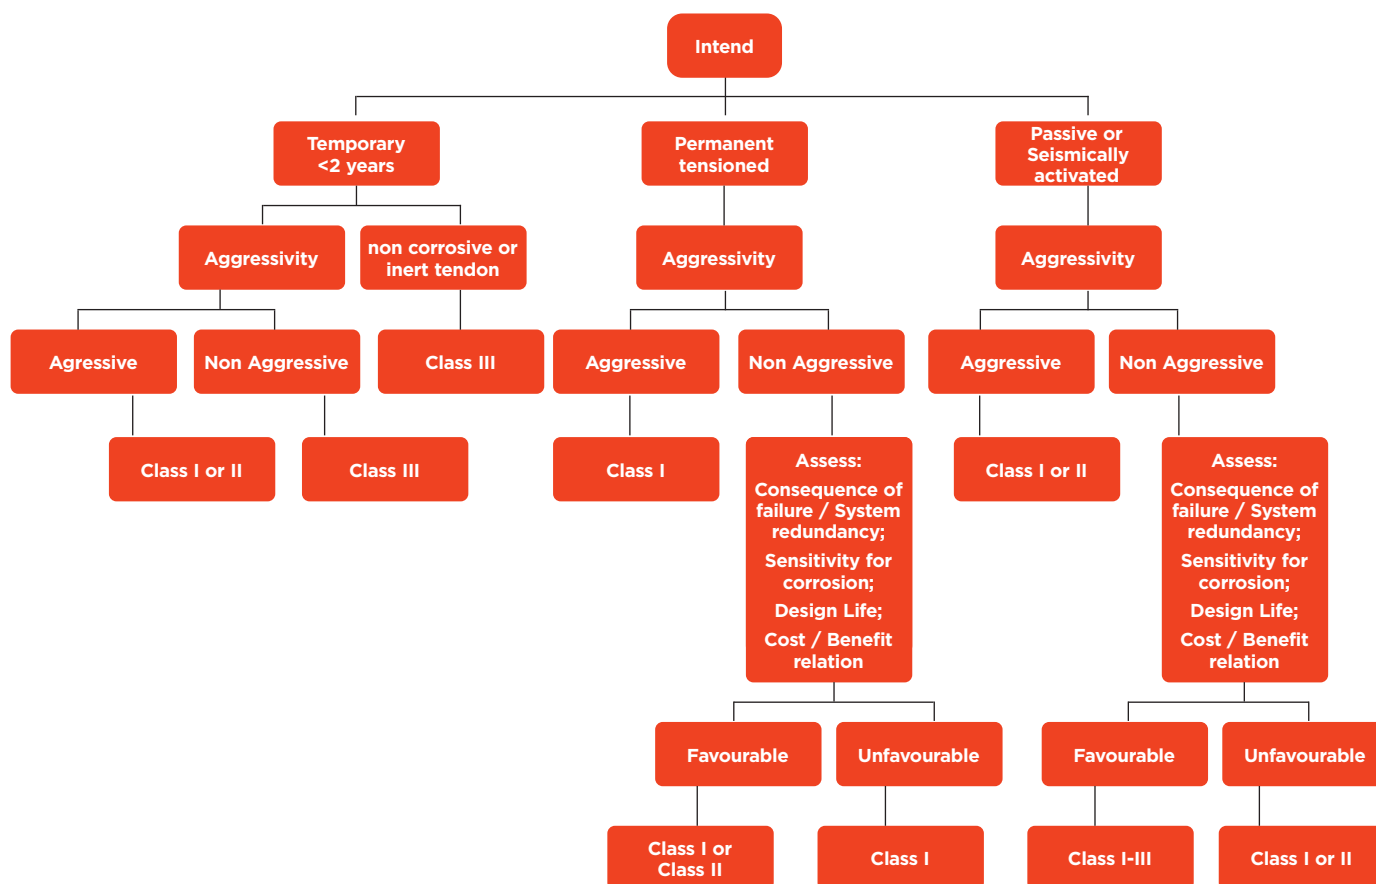 Intend
Temporary
<2 years
Permanent
tensioned
Passive or
Seismically
activated
Aggressivity
non corrosive or
inert tendon
Aggressivity
Aggressivity
Agressive
Non Aggressive
Class III
Aggressive
Non Aggressive
Aggressive
Non Aggressive
Class I or II
Class III
Class I
Assess:
Consequence of
failure / System
redundancy;
Sensitivity for
corrosion;
Design Life;
Cost / Benefit
relation
Class I or II
Assess:
Consequence of
failure / System
redundancy;
Sensitivity for
corrosion;
Design Life;
Cost / Benefit
relation
Favourable
Unfavourable
Favourable
Unfavourable
Class I or
Class II
Class I
Class I-III
Class I or II